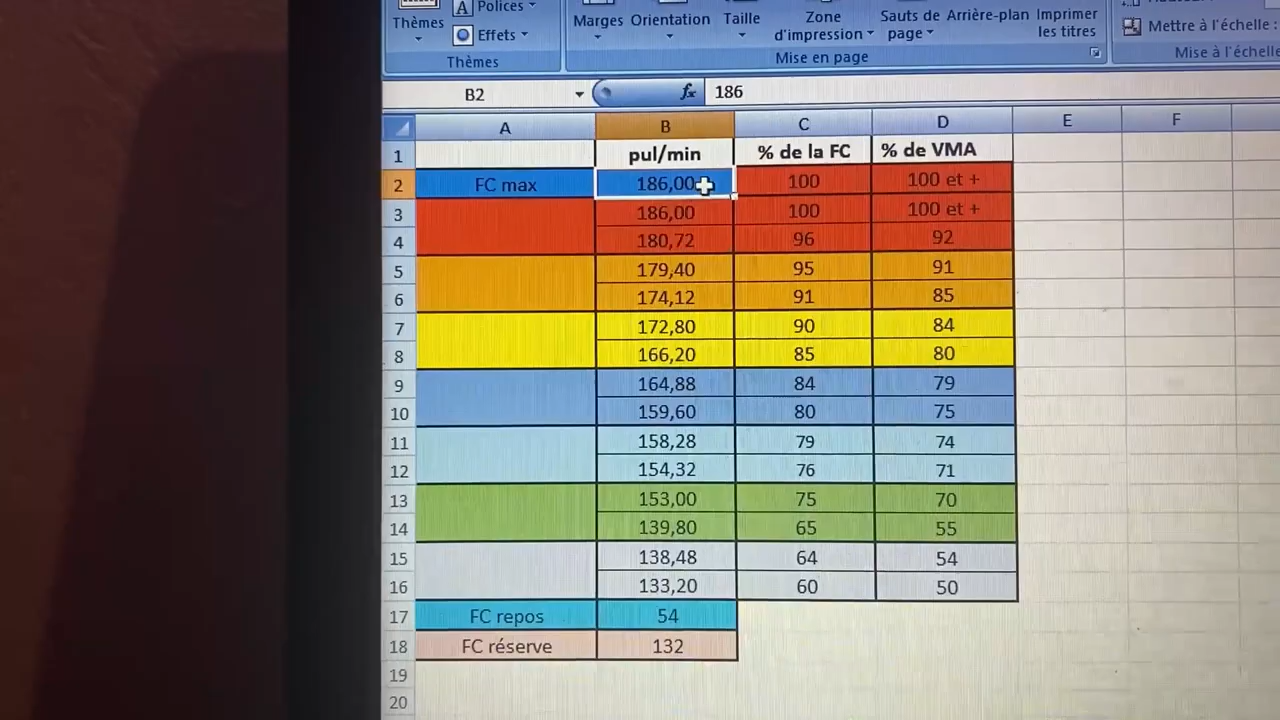 Thèmes
A Polices
Effets
Thèmes
Marges Orientation Taille Zone d'impression Sauts de page Arrière-plan Imprimer les titres
Mise en page
Mettre à l'échelle :
Mise à l'échelle
B2 fx 186
A B C D E F
1 pul/min % de la FC % de VMA
2 FC max 186,00 100 100 et +
3 186,00 100 100 et +
4 180,72 96 92
5 179,40 95 91
6 174,12 91 85
7 172,80 90 84
8 166,20 85 80
9 164,88 84 79
10 159,60 80 75
11 158,28 79 74
12 154,32 76 71
13 153,00 75 70
14 139,80 65 55
15 138,48 64 54
16 133,20 60 50
17 FC repos 54
18 FC réserve 132
19
20